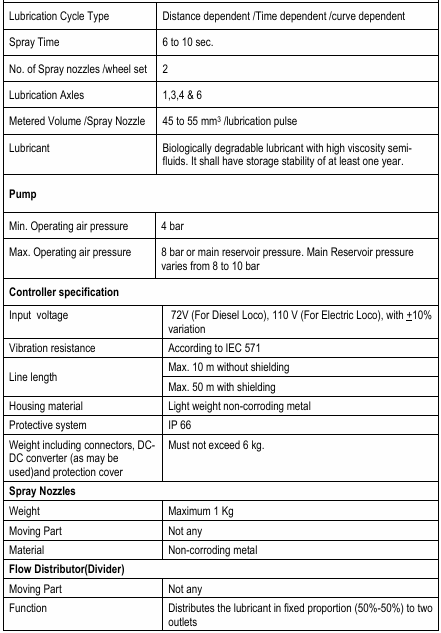 Lubrication Cycle Type Distance dependent /Time dependent /curve dependent
Spray Time 6 to 10 sec.
No. of Spray nozzles /wheel set 2
Lubrication Axles 1,3,4 & 6
Metered Volume /Spray Nozzle 45 to 55 mm³ /lubrication pulse
Lubricant Biologically degradable lubricant with high viscosity semi-
fluids. It shall have storage stability of at least one year.
Pump
Min. Operating air pressure 4 bar
Max. Operating air pressure 8 bar or main reservoir pressure. Main Reservoir pressure
varies from 8 to 10 bar
Controller specification
Input voltage 72V (For Diesel Loco), 110 V (For Electric Loco), with ±10%
variation
Vibration resistance According to IEC 571
Line length Max. 10 m without shielding
Max. 50 m with shielding
Housing material Light weight non-corroding metal
Protective system IP 66
Weight including connectors, DC- Must not exceed 6 kg.
DC converter (as may be
used)and protection cover
Spray Nozzles
Weight Maximum 1 Kg
Moving Part Not any
Material Non-corroding metal
Flow Distributor(Divider)
Moving Part Not any
Function Distributes the lubricant in fixed proportion (50%-50%) to two
outlets